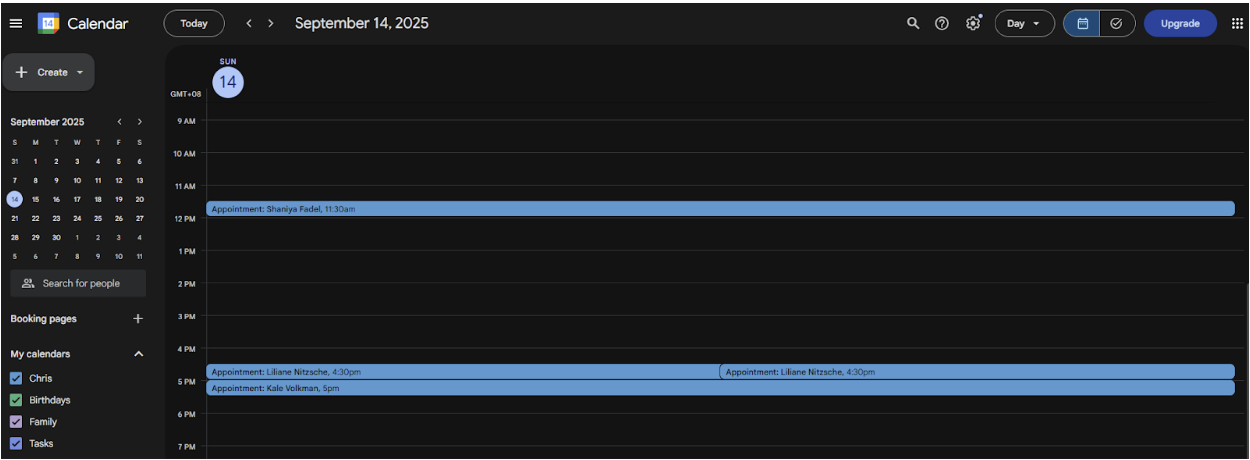 14 Calendar Today September 14, 2025 Day Upgrade
Create
SUN
14
GMT+08
September 2025
S M T W T F S
31 1 2 3 4 5 6
7 8 9 10 11 12 13
14 15 16 17 18 19 20
21 22 23 24 25 26 27
28 29 30 1 2 3 4
5 6 7 8 9 10 11
Search for people
Booking pages
My calendars
Chris
Birthdays
Family
Tasks
9 AM
10 AM
11 AM
Appointment: Shaniya Fadel, 11:30am
12 PM
1 PM
2 PM
3 PM
4 PM
Appointment: Liliane Nitzsche, 4:30pm Appointment: Liliane Nitzsche, 4:30pm
5 PM
Appointment: Kale Volkman, 5pm
6 PM
7 PM